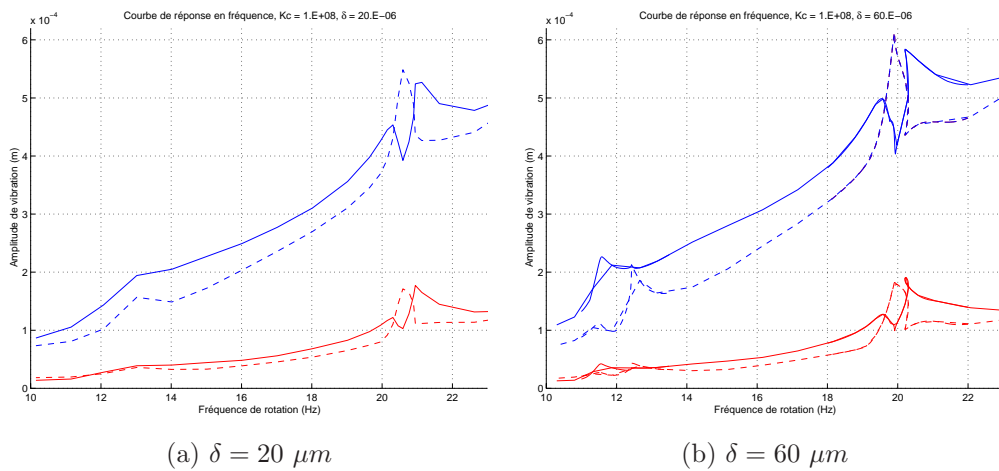 Courbe de réponse en fréquence, Kc = 1.E+08, δ = 20.E-06
x 10⁻⁴
6
5
4
3
2
1
0
10 12 14 16 18 20 22
Amplitude de vibration (m)
Fréquence de rotation (Hz)
(a) δ = 20 μm
Courbe de réponse en fréquence, Kc = 1.E+08, δ = 60.E-06
x 10⁻⁴
6
5
4
3
2
1
0
10 12 14 16 18 20 22
Amplitude de vibration (m)
Fréquence de rotation (Hz)
(b) δ = 60 μm